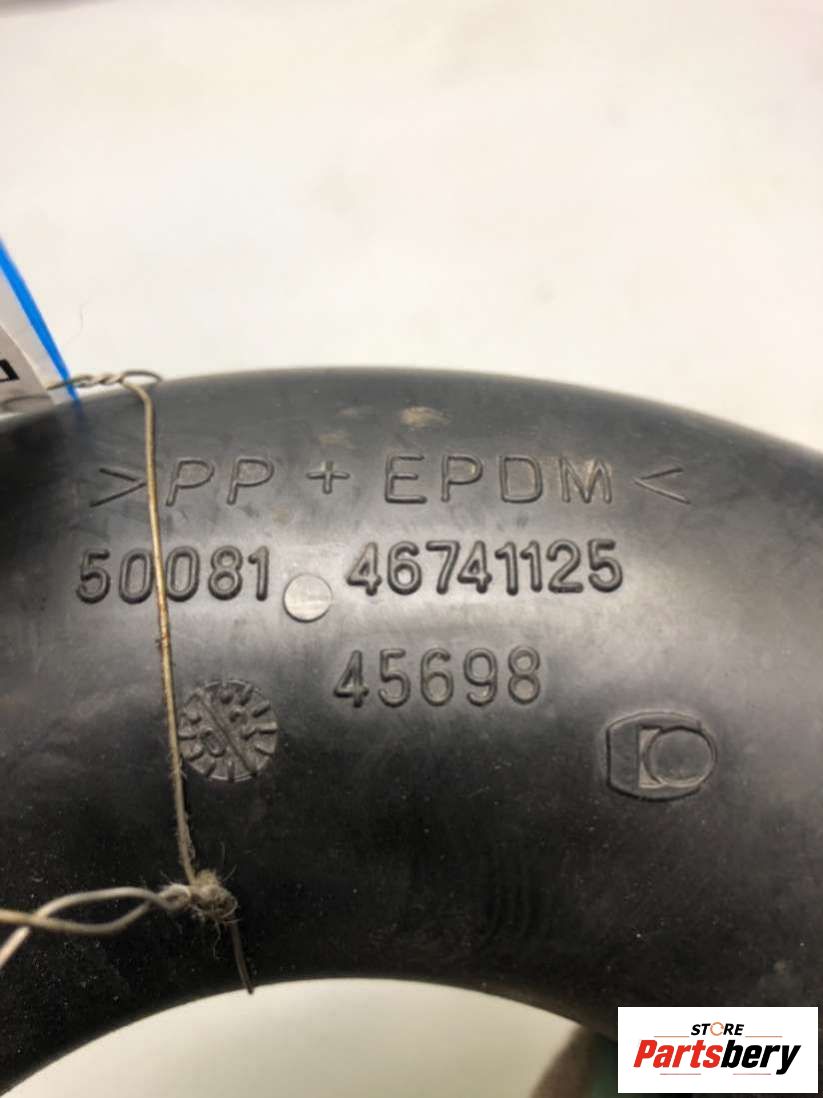 >PP + EPDM<
50081 46741125
45698
STORE
Partsbery